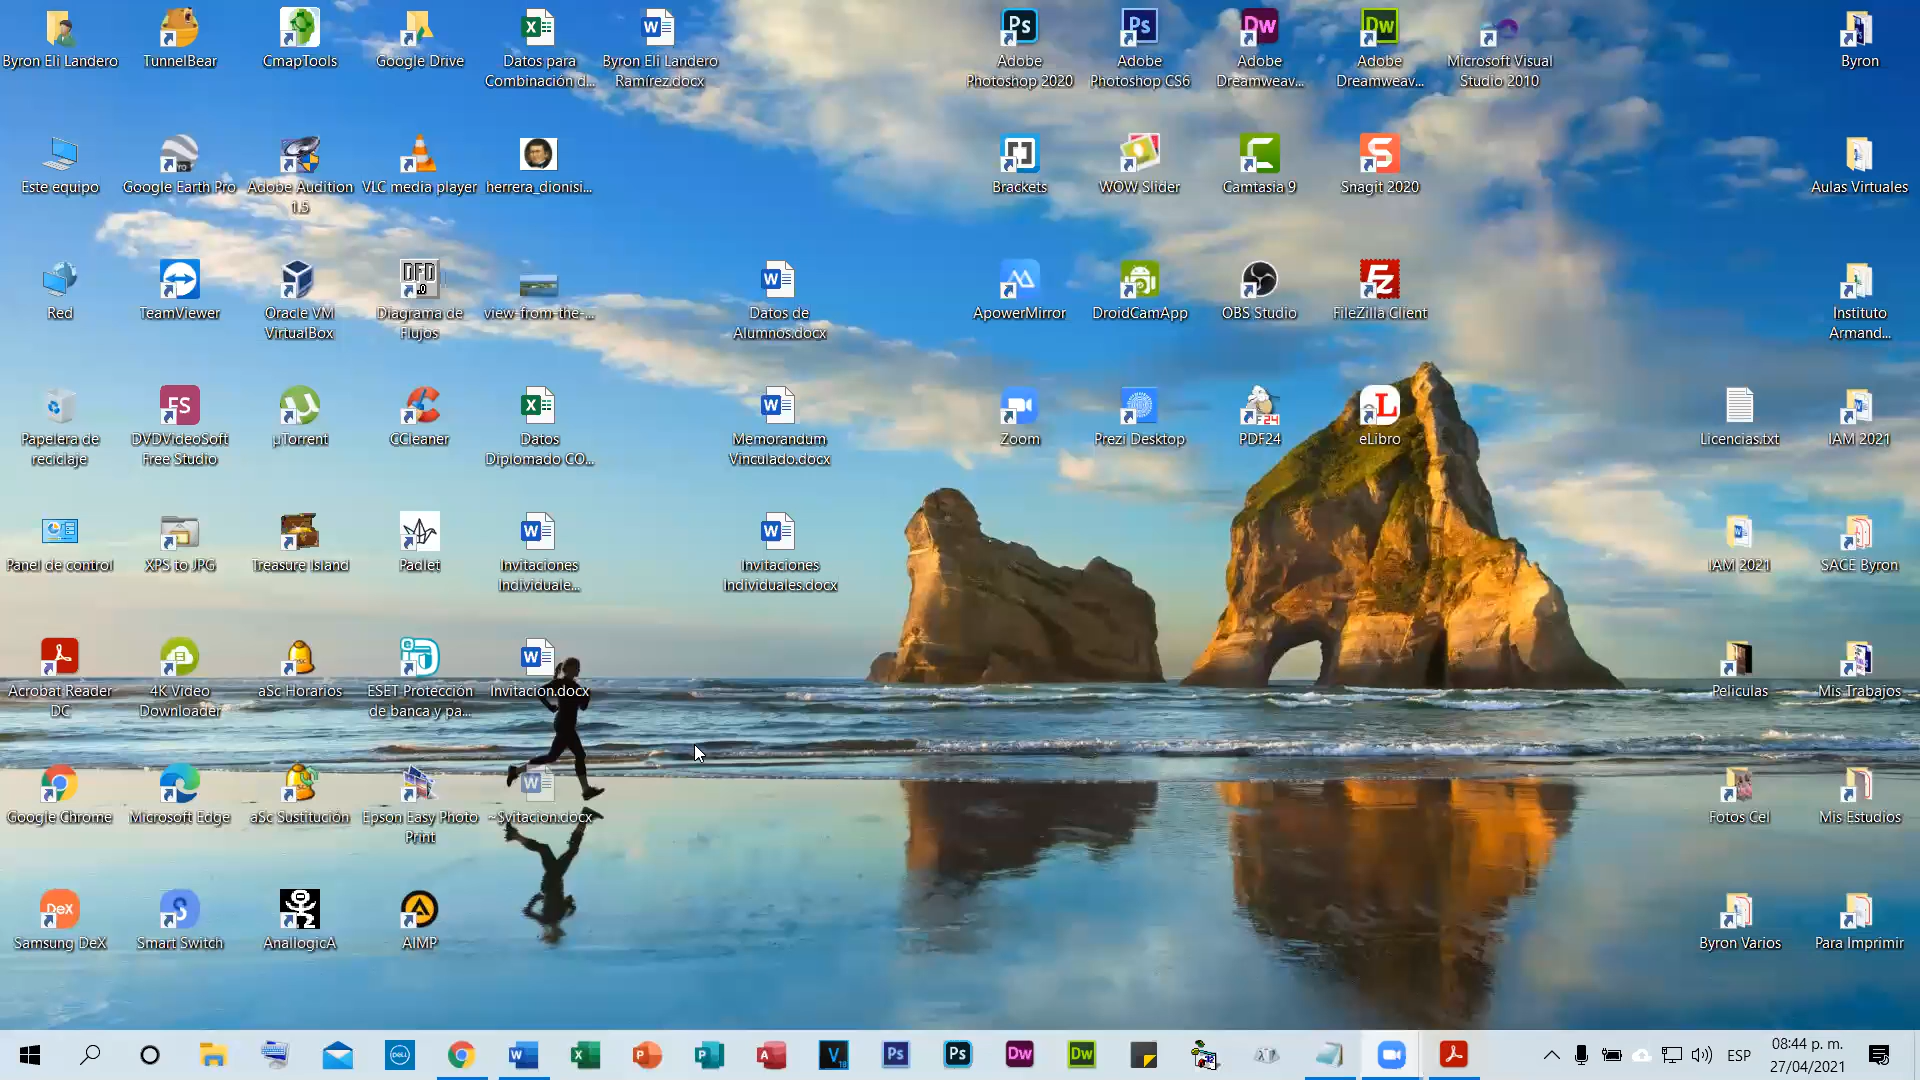 Byron Eli Landero
TunnelBear
CmapTools
Google Drive
Datos para
Combinación d...
Byron Eli Landero
Ramírez.docx
Adobe
Photoshop 2020
Adobe
Photoshop CS6
Adobe
Dreamweav...
Adobe
Dreamweav...
Microsoft Visual
Studio 2010
Byron
Este equipo
Google Earth Pro
Adobe Audition
1.5
VLC media player
herrera_dionisi...
Brackets
WOW Slider
Camtasia 9
Snagit 2020
Aulas Virtuales
Red
TeamViewer
Oracle VM
VirtualBox
Diagrama de
Flujos
view-from-the-...
Datos de
Alumnos.docx
ApowerMirror
DroidCamApp
OBS Studio
FileZilla Client
Instituto
Armand...
Papelera de
reciclaje
DVDVideoSoft
Free Studio
µTorrent
CCleaner
Datos
Diplomado CO...
Memorandum
Vinculado.docx
Zoom
Prezi Desktop
PDF24
eLibro
Licencias.txt
IAM 2021
Panel de control
XPS to JPG
Treasure Island
Padlet
Invitaciones
Individuale...
Invitaciones
Individuales.docx
IAM 2021
SACE Byron
Acrobat Reader
DC
4K Video
Downloader
aSc Horarios
ESET Protección
de banca y pa...
Invitacion.docx
Peliculas
Mis Trabajos
Google Chrome
Microsoft Edge
aSc Sustitución
Epson Easy Photo
Print
~$vitacion.docx
Fotos Cel
Mis Estudios
Samsung DeX
Smart Switch
AnallogicA
AIMP
Byron Varios
Para Imprimir
ESP
08:44 p. m.
27/04/2021